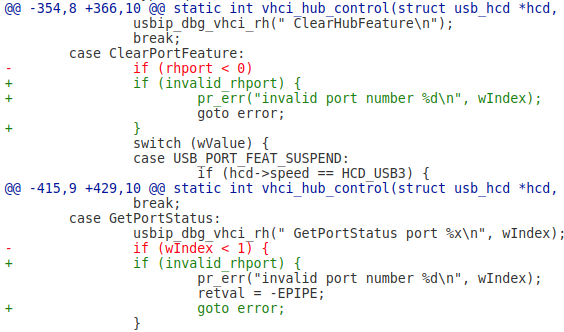 @@ -354,8 +366,10 @@ static int vhci_hub_control(struct usb_hcd *hcd,
                usbip_dbg_vhci_rh(" ClearHubFeature\n");
                break;
        case ClearPortFeature:
-               if (rhport < 0)
+               if (invalid_rhport) {
+                       pr_err("invalid port number %d\n", wIndex);
                        goto error;
+               }
                switch (wValue) {
                case USB_PORT_FEAT_SUSPEND:
                        if (hcd->speed == HCD_USB3) {
@@ -415,9 +429,10 @@ static int vhci_hub_control(struct usb_hcd *hcd,
                break;
        case GetPortStatus:
                usbip_dbg_vhci_rh(" GetPortStatus port %x\n", wIndex);
-               if (wIndex < 1) {
+               if (invalid_rhport) {
                        pr_err("invalid port number %d\n", wIndex);
                        retval = -EPIPE;
+                       goto error;
                }